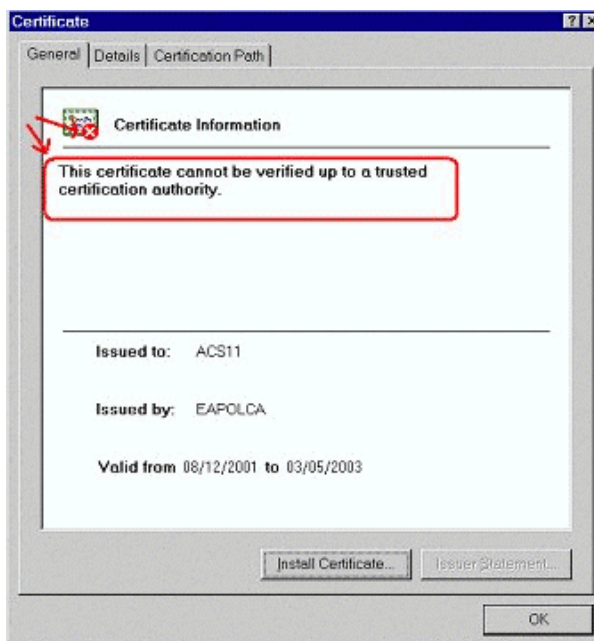 Certificate
General Details Certification Path
Certificate Information
This certificate cannot be verified up to a trusted
certification authority.
Issued to: ACS11
Issued by: EAPOLCA
Valid from 08/12/2001 to 03/05/2003
Install Certificate... Issuer Statement...
OK